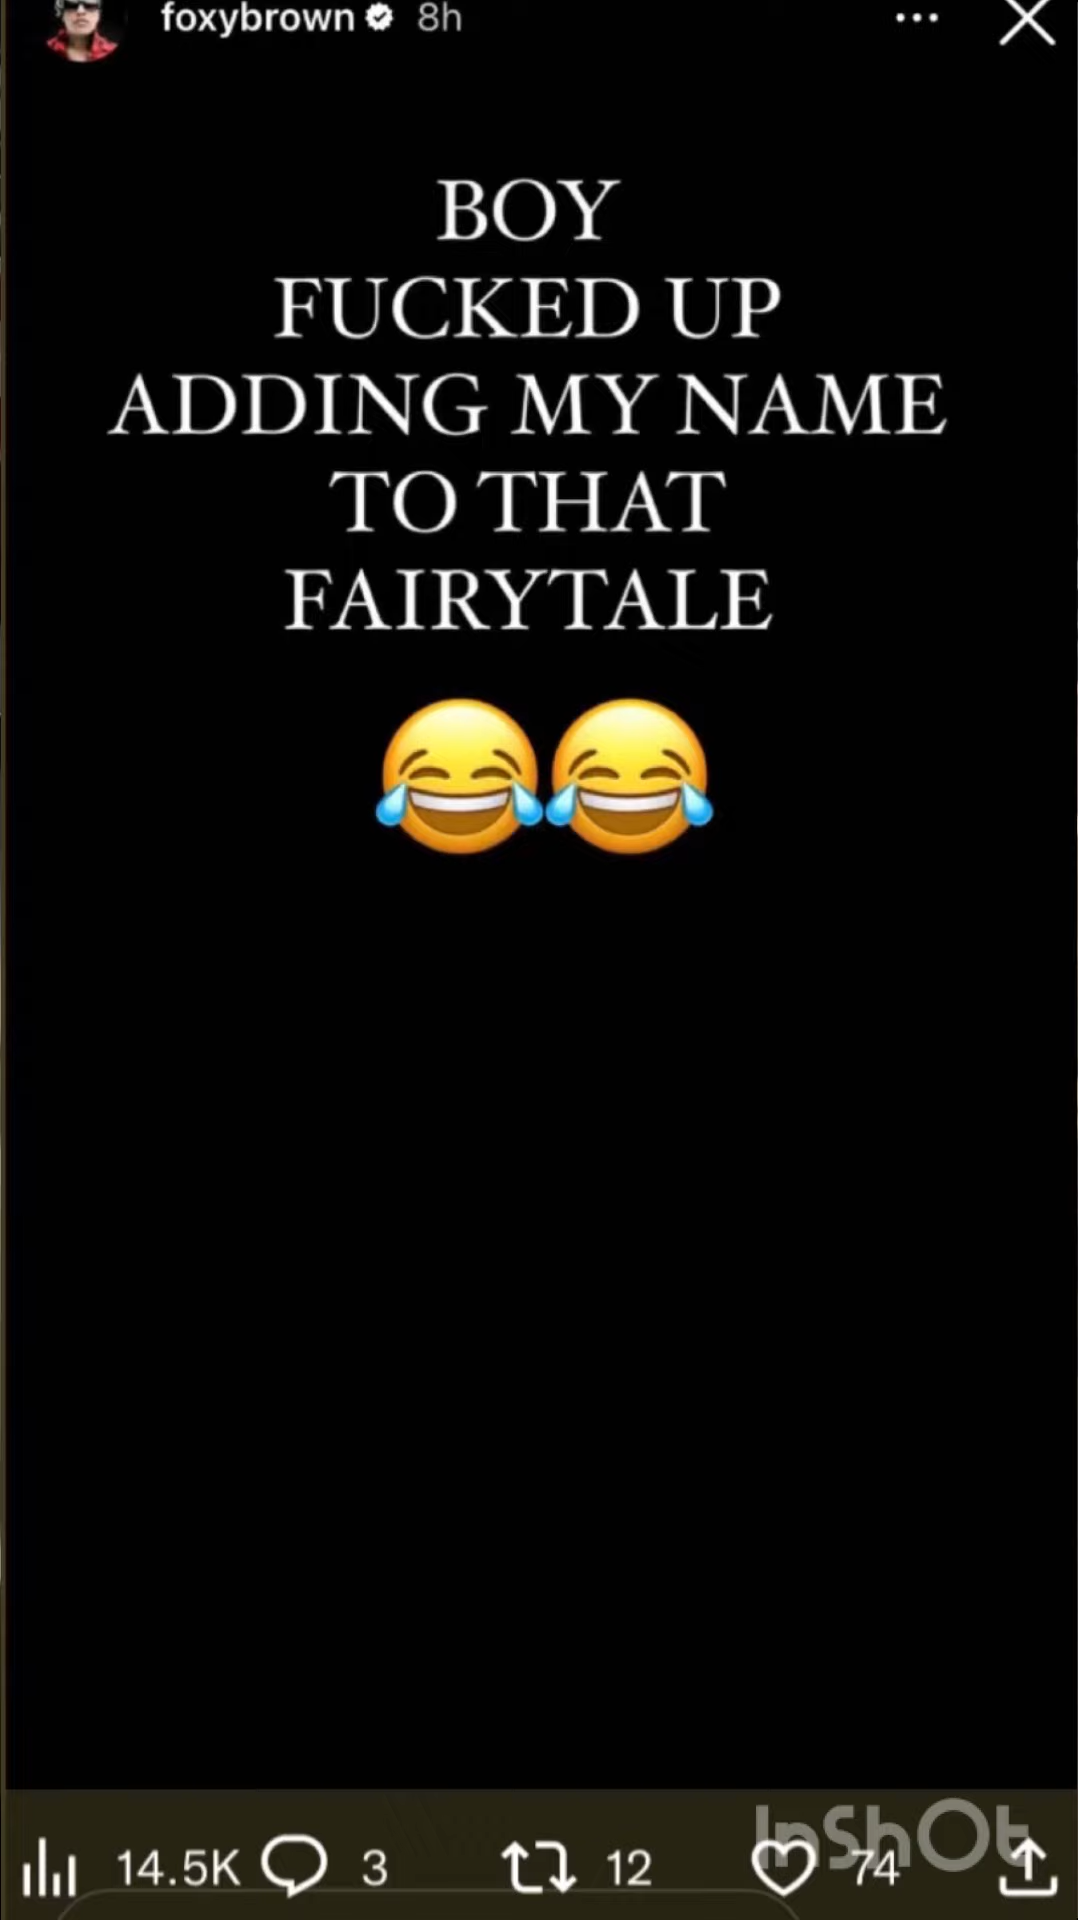 foxybrown 8h
BOY
FUCKED UP
ADDING MY NAME
TO THAT
FAIRYTALE
14.5K 3 12 74
InShOt